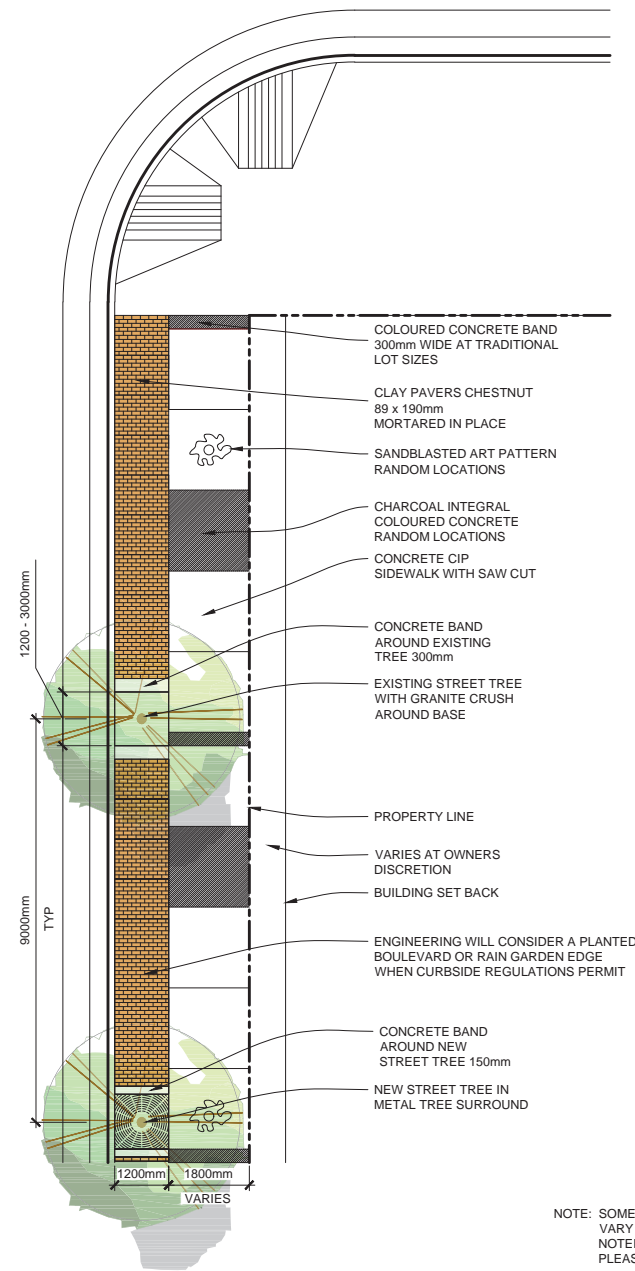 COLOURED CONCRETE BAND
300mm WIDE AT TRADITIONAL
LOT SIZES
CLAY PAVERS CHESTNUT
89 x 190mm
MORTARED IN PLACE
SANDBLASTED ART PATTERN
RANDOM LOCATIONS
CHARCOAL INTEGRAL
COLOURED CONCRETE
RANDOM LOCATIONS
CONCRETE CIP
SIDEWALK WITH SAW CUT
1200 - 3000mm
CONCRETE BAND
AROUND EXISTING
TREE 300mm
EXISTING STREET TREE
WITH GRANITE CRUSH
AROUND BASE
PROPERTY LINE
VARIES AT OWNERS
DISCRETION
BUILDING SET BACK
9000mm
TYP
ENGINEERING WILL CONSIDER A PLANTED
BOULEVARD OR RAIN GARDEN EDGE
WHEN CURBSIDE REGULATIONS PERMIT
CONCRETE BAND
AROUND NEW
STREET TREE 150mm
NEW STREET TREE IN
METAL TREE SURROUND
1200mm 1800mm
VARIES
NOTE: SOME
VARY
PLEAS